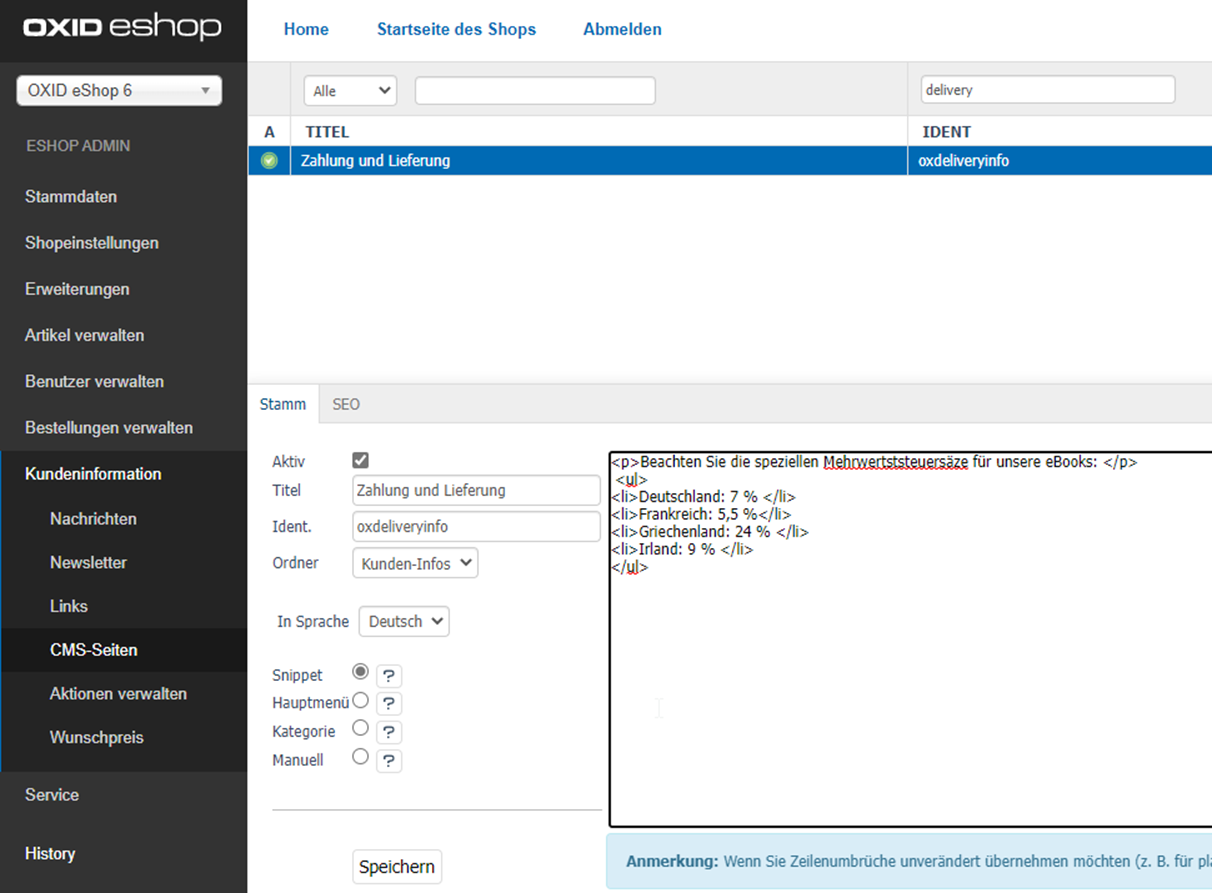 OXID eshop
Home Startseite des Shops Abmelden
OXID eShop 6
Alle
delivery
ESHOP ADMIN
A TITEL IDENT
Zahlung und Lieferung oxdeliveryinfo
Stammdaten
Shopeinstellungen
Erweiterungen
Artikel verwalten
Benutzer verwalten
Bestellungen verwalten
Kundeninformation
Nachrichten
Newsletter
Links
CMS-Seiten
Aktionen verwalten
Wunschpreis
Service
History
Stamm SEO
Aktiv
Titel Zahlung und Lieferung
Ident. oxdeliveryinfo
Ordner Kunden-Infos
In Sprache Deutsch
Snippet ?
Hauptmenü ?
Kategorie ?
Manuell ?
Speichern
<p>Beachten Sie die speziellen Mehrwertststeuersäze für unsere eBooks: </p>
<ul>
<li>Deutschland: 7 % </li>
<li>Frankreich: 5,5 %</li>
<li>Griechenland: 24 % </li>
<li>Irland: 9 % </li>
</ul>
Anmerkung: Wenn Sie Zeilenumbrüche unverändert übernehmen möchten (z. B. für